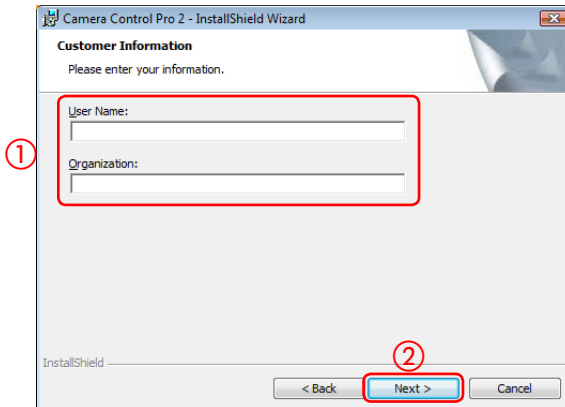 Camera Control Pro 2 - InstallShield Wizard
Customer Information
Please enter your information.
User Name:
①
Organization:
②
InstallShield
< Back Next > Cancel